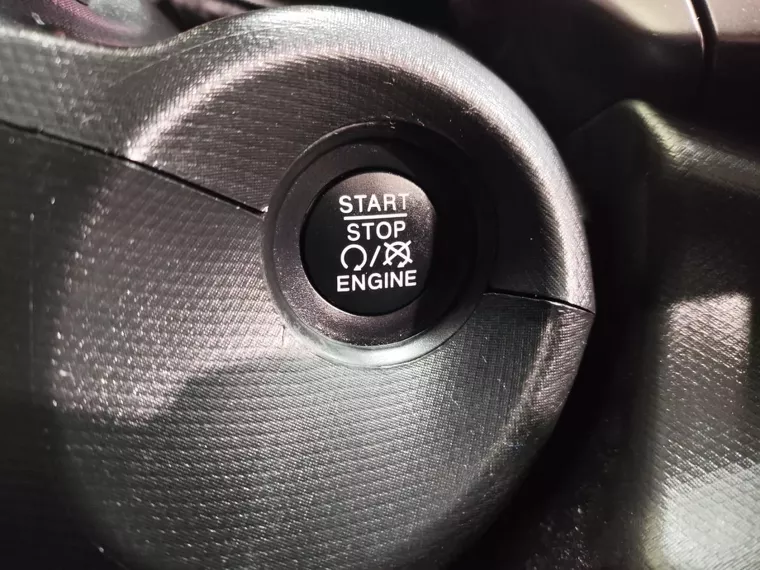 START
STOP
/
ENGINE